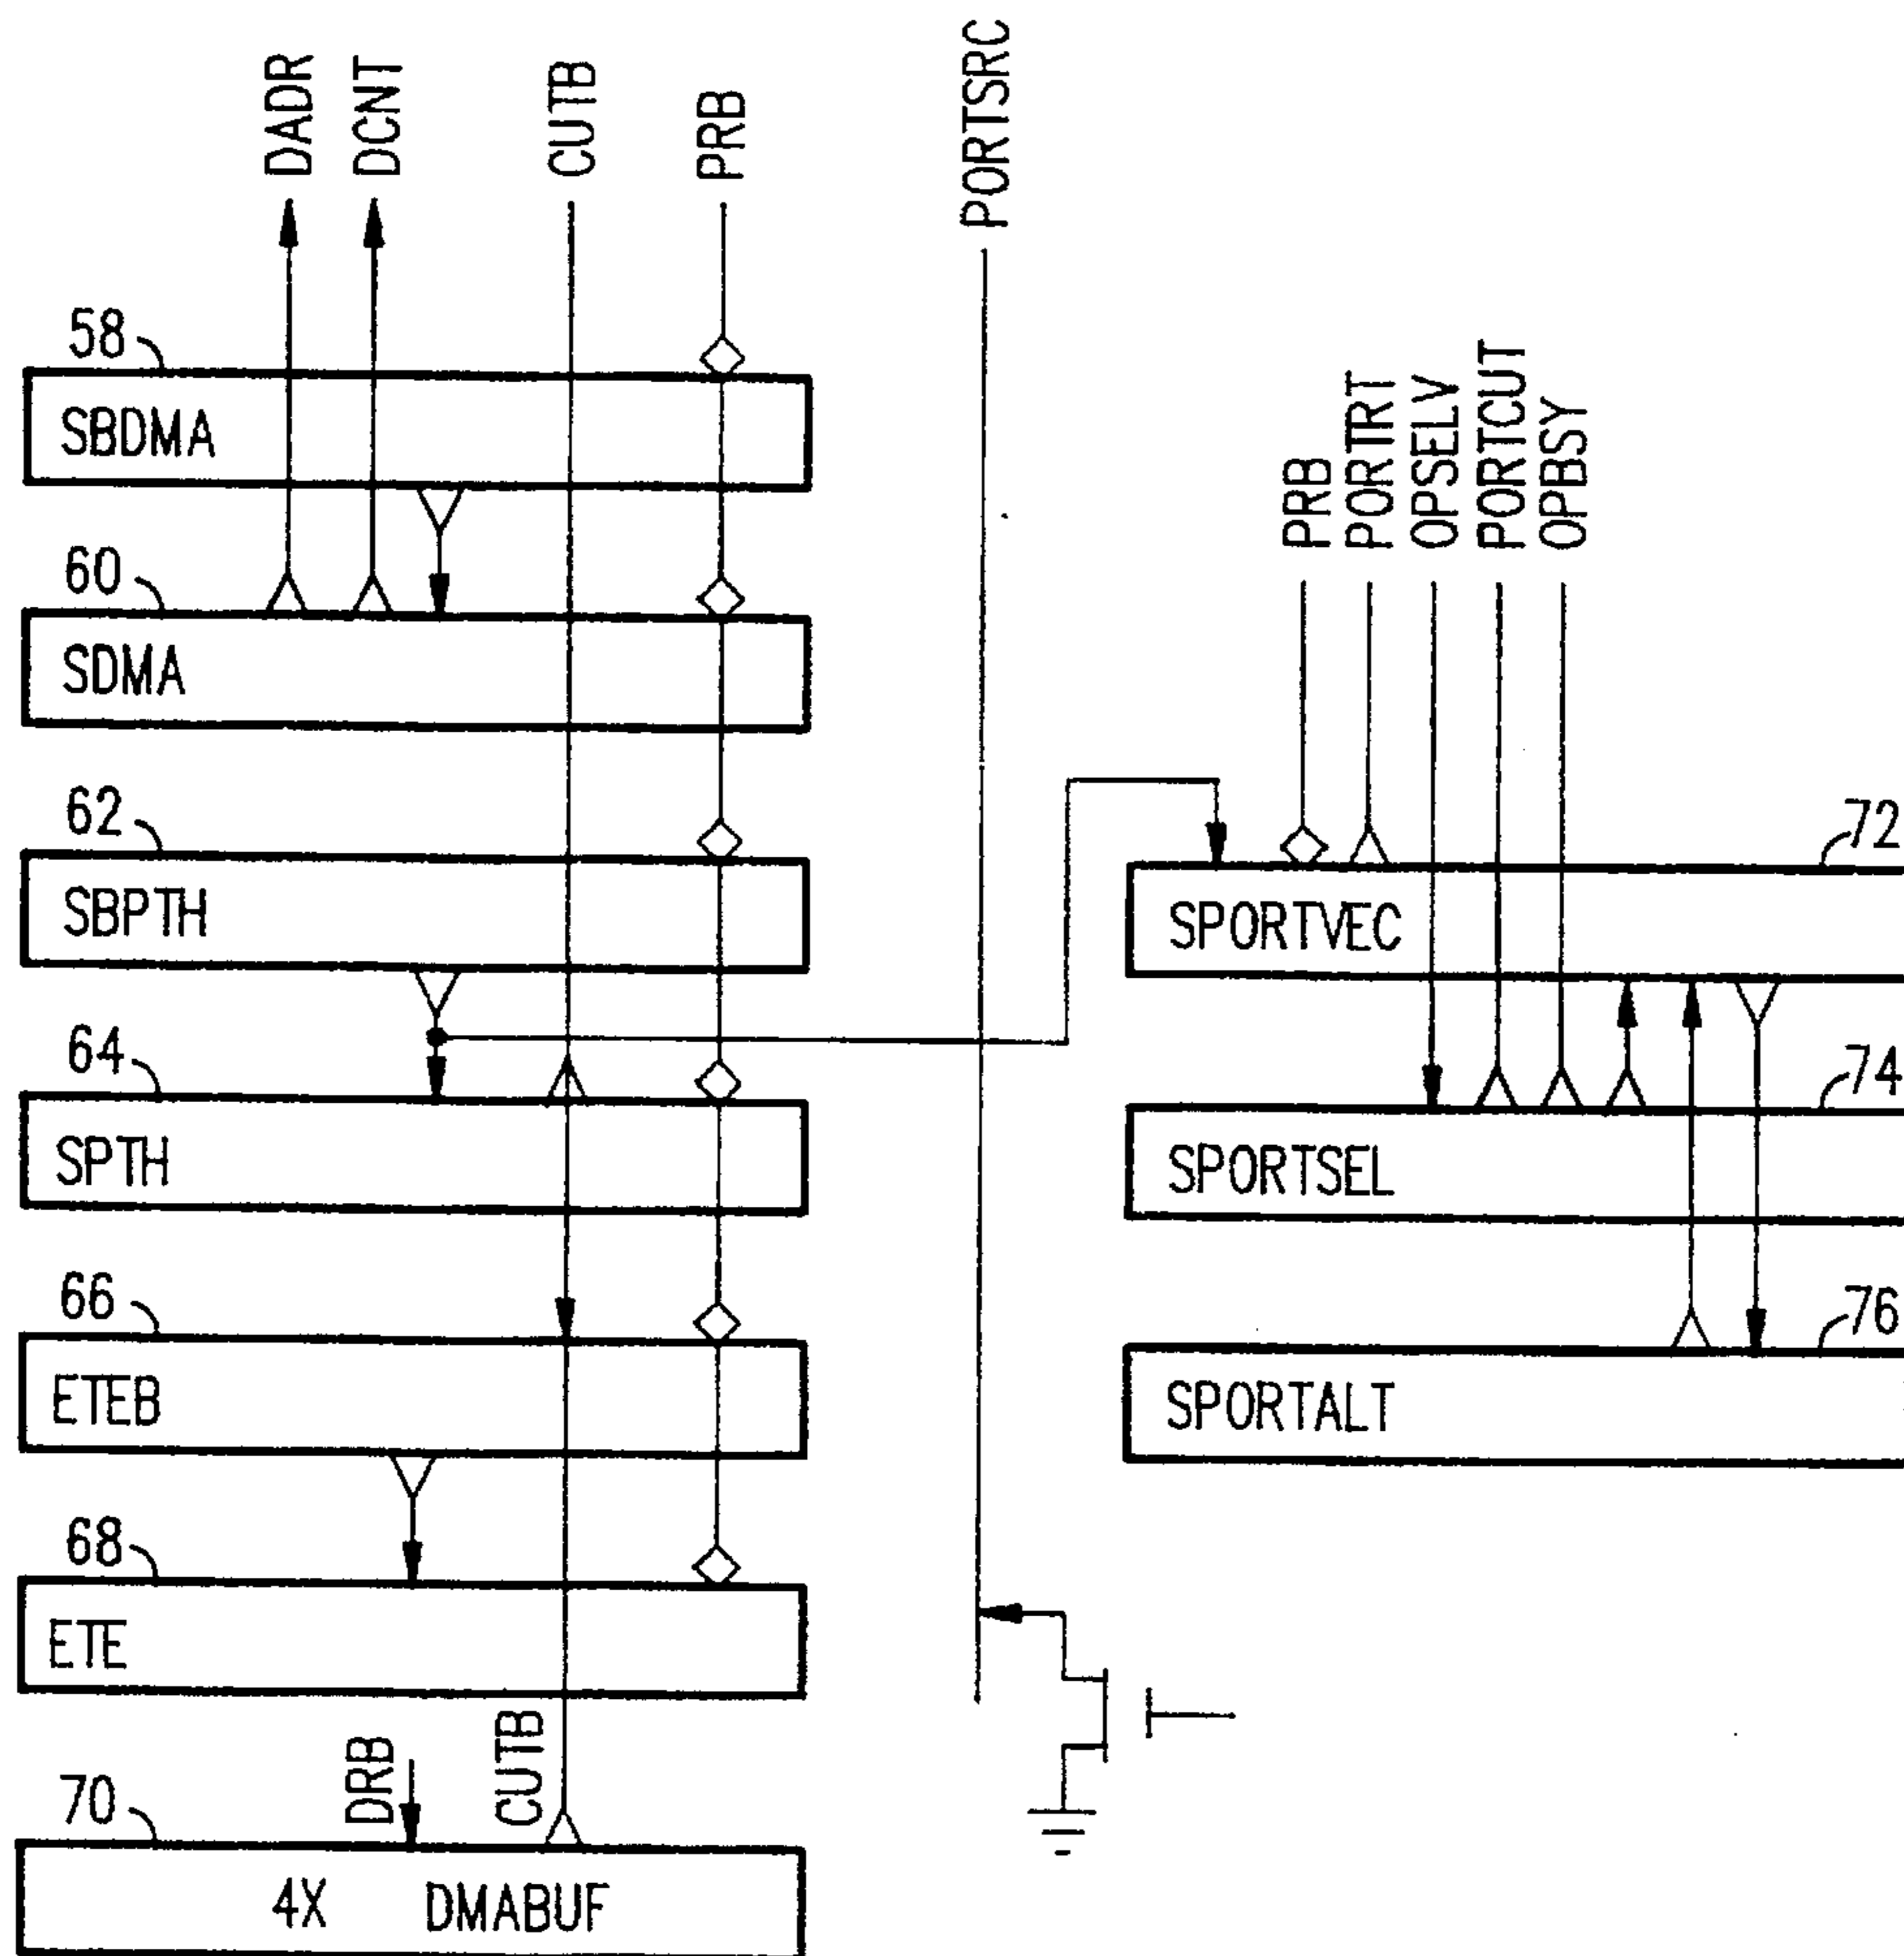 DADR
DCNT
CUTB
PRB
PORTSRC
58
SBDMA
60
SDMA
62
SBPTH
64
SPTH
66
ETEB
68
ETE
DRB
CUTB
70
4X DMABUF
PRB
PORTRT
OPSELV
PORTCUT
OPBSY
72
SPORTVEC
74
SPORTSEL
76
SPORTALT